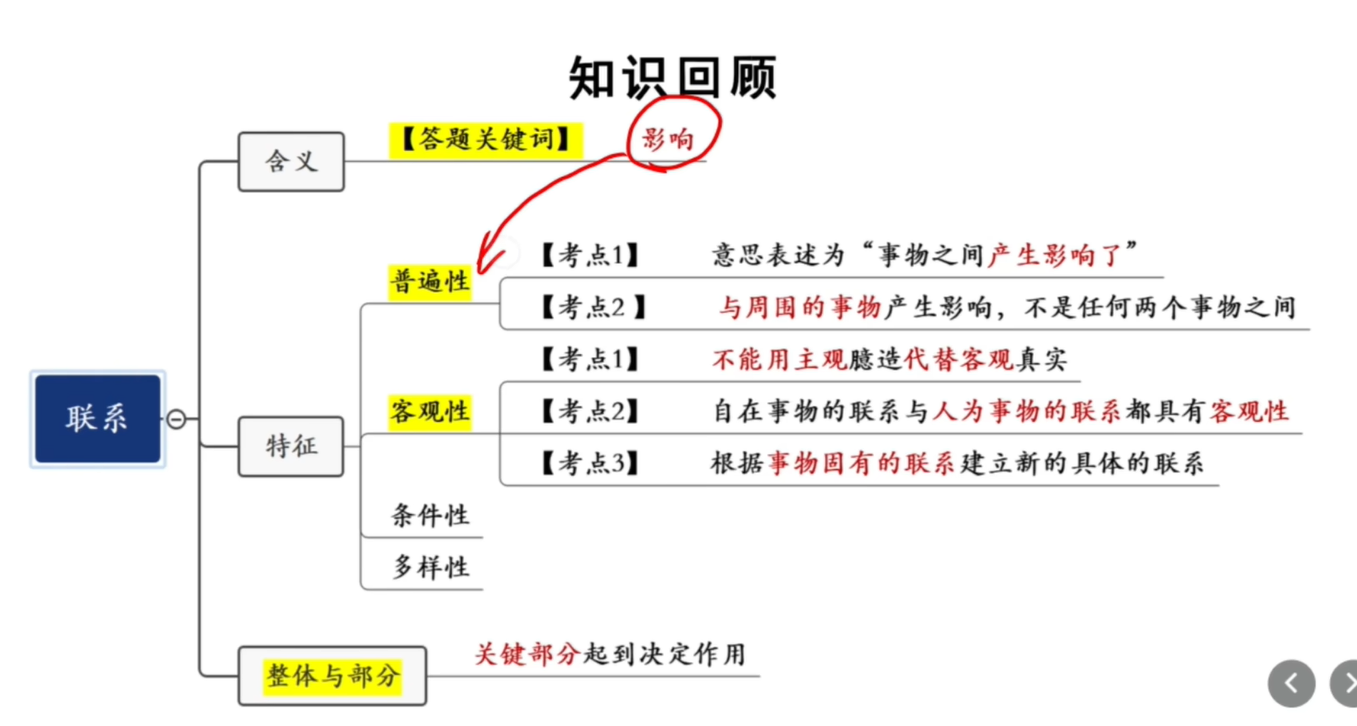 知识回顾
含义
【答题关键词】 影响
普遍性
【考点1】 意思表述为“事物之间产生影响了”
【考点2 】 与周围的事物产生影响，不是任何两个事物之间
联系
特征
客观性
【考点1】 不能用主观臆造代替客观真实
【考点2】 自在事物的联系与人为事物的联系都具有客观性
【考点3】 根据事物固有的联系建立新的具体的联系
条件性
多样性
整体与部分
关键部分起到决定作用